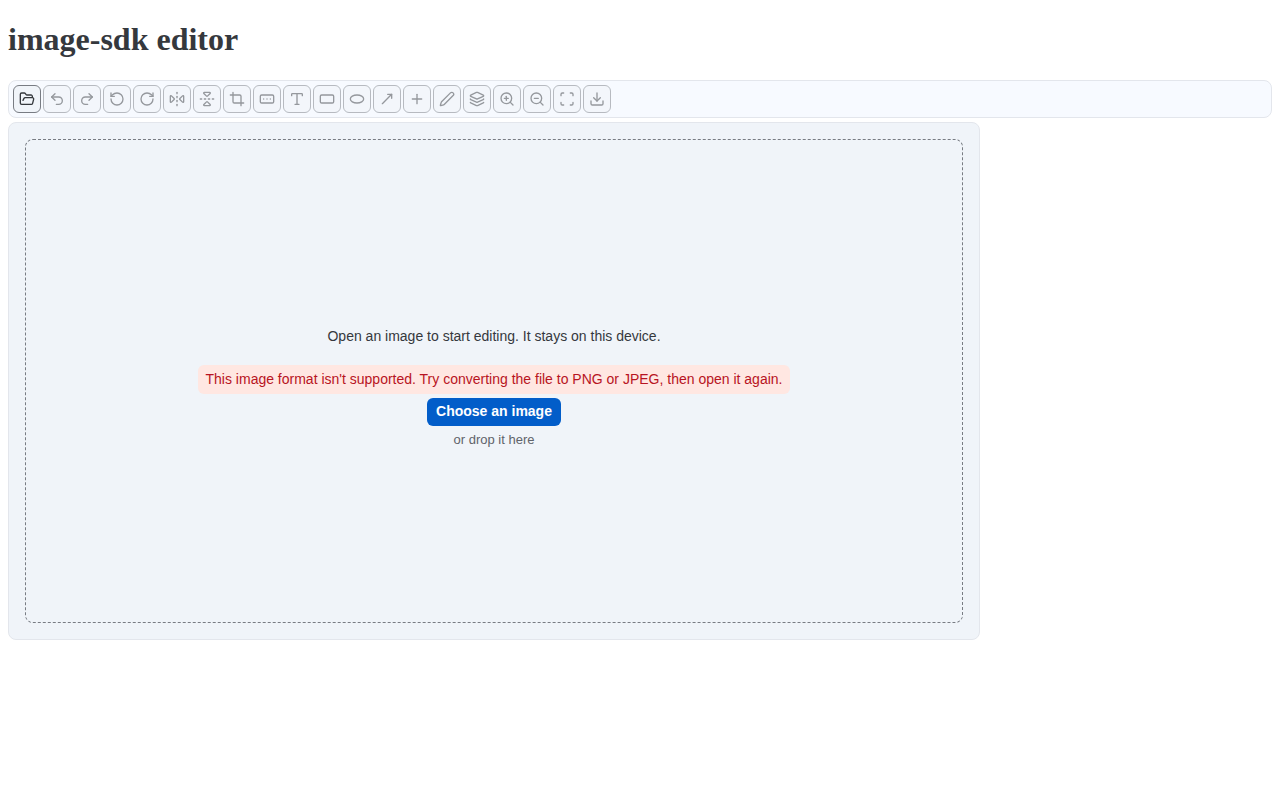 image-sdk editor
Open an image to start editing. It stays on this device.
This image format isn't supported. Try converting the file to PNG or JPEG, then open it again.
Choose an image
or drop it here